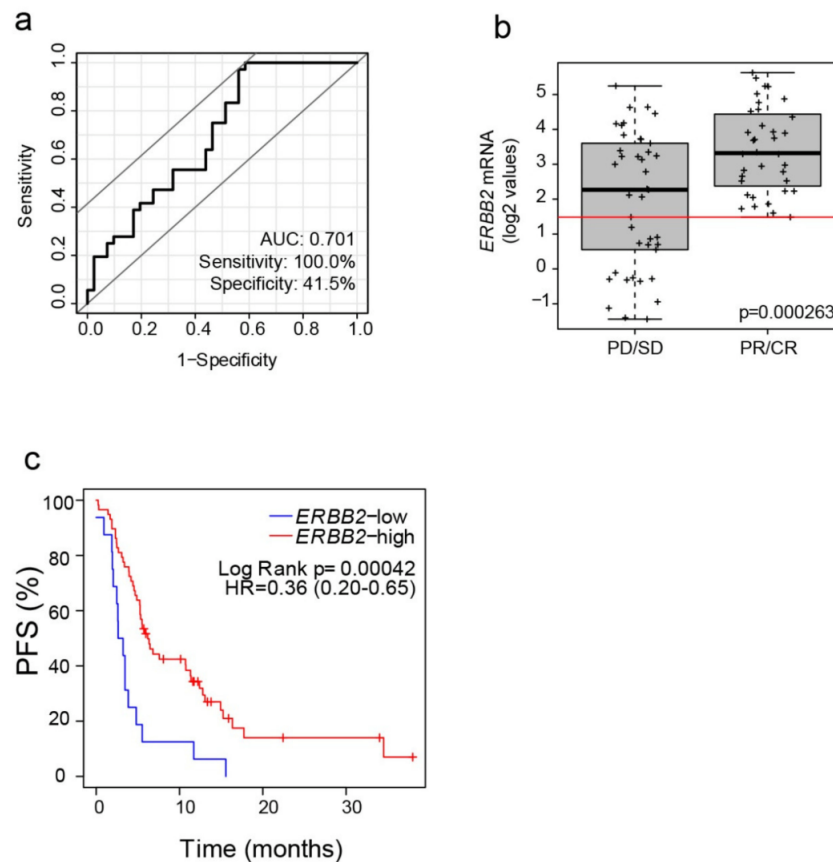 a
Sensitivity
1.0
0.8
0.6
0.4
0.2
0.0
AUC: 0.701
Sensitivity: 100.0%
Specificity: 41.5%
0.0 0.2 0.4 0.6 0.8 1.0
1−Specificity
b
ERBB2 mRNA
(log2 values)
5
4
3
2
1
0
−1
p=0.000263
PD/SD PR/CR
c
PFS (%)
100
80
60
40
20
0
ERBB2-low
ERBB2-high
Log Rank p= 0.00042
HR=0.36 (0.20-0.65)
0 10 20 30
Time (months)